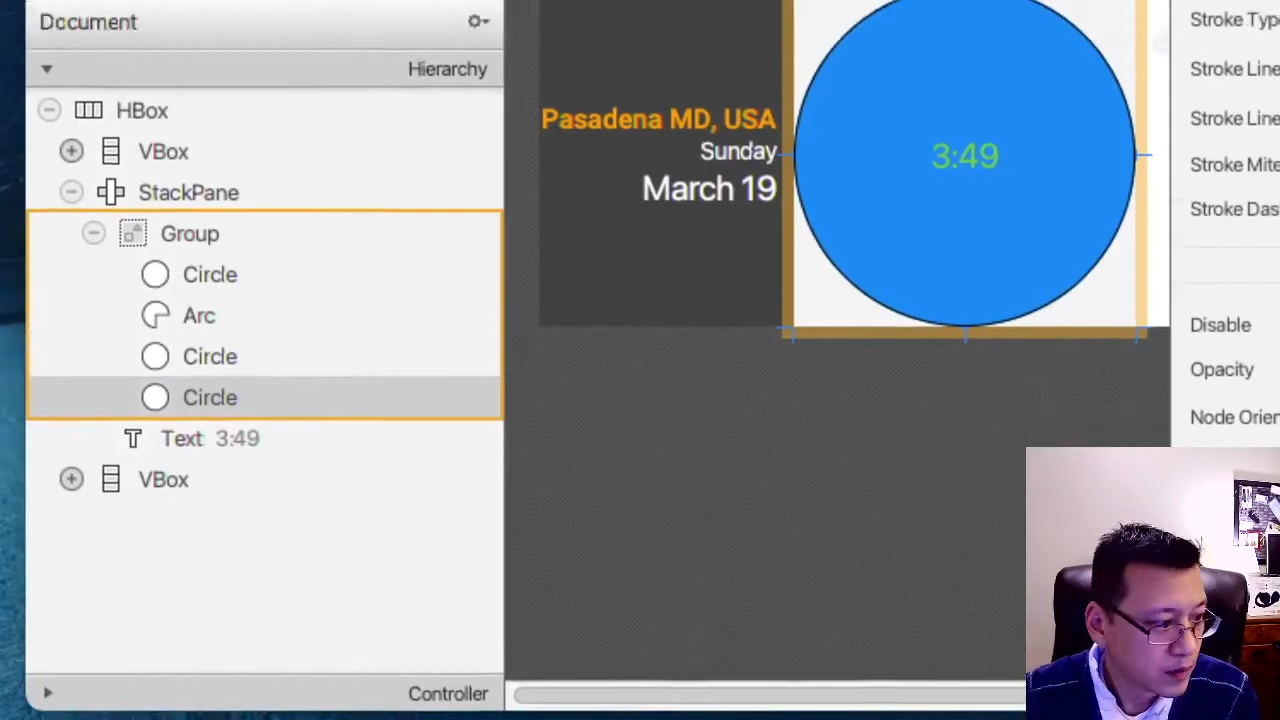 Document
Hierarchy
HBox
VBox
StackPane
Group
Circle
Arc
Circle
Circle
Text 3:49
VBox
Controller
Pasadena MD, USA
Sunday
March 19
3:49
Stroke Type
Stroke Line
Stroke Line
Stroke Mite
Stroke Das
Disable
Opacity
Node Orien